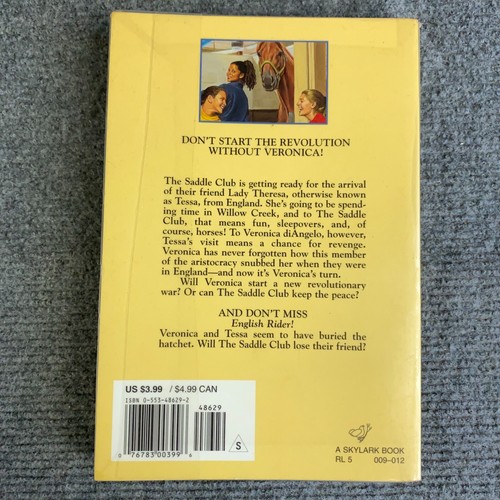 DON'T START THE REVOLUTION
WITHOUT VERONICA!
The Saddle Club is getting ready for the arrival
of their friend Lady Theresa, otherwise known
as Tessa, from England. She's going to be spend-
ing time in Willow Creek, and to The Saddle
Club, that means fun, sleepovers, and, of
course, horses! To Veronica diAngelo, however,
Tessa's visit means a chance for revenge.
Veronica has never forgotten how this member
of the aristocracy snubbed her when they were
in England—and now it's Veronica's turn.
Will Veronica start a new revolutionary
war? Or can The Saddle Club keep the peace?
AND DON'T MISS
English Rider!
Veronica and Tessa seem to have buried the
hatchet. Will The Saddle Club lose their friend?
US $3.99 / $4.99 CAN
ISBN 0-553-48629-2
48629
0 76783 00399 4
S
A SKYLARK BOOK
RL 5 009-012